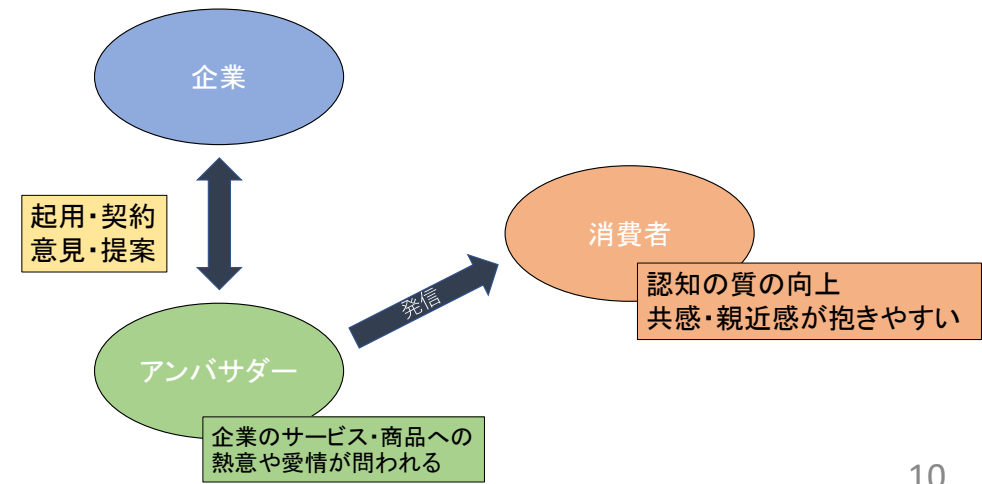 企業
起用・契約
意見・提案
消費者
認知の質の向上
共感・親近感が抱きやすい
発信
アンバサダー
企業のサービス・商品への
熱意や愛情が問われる
10